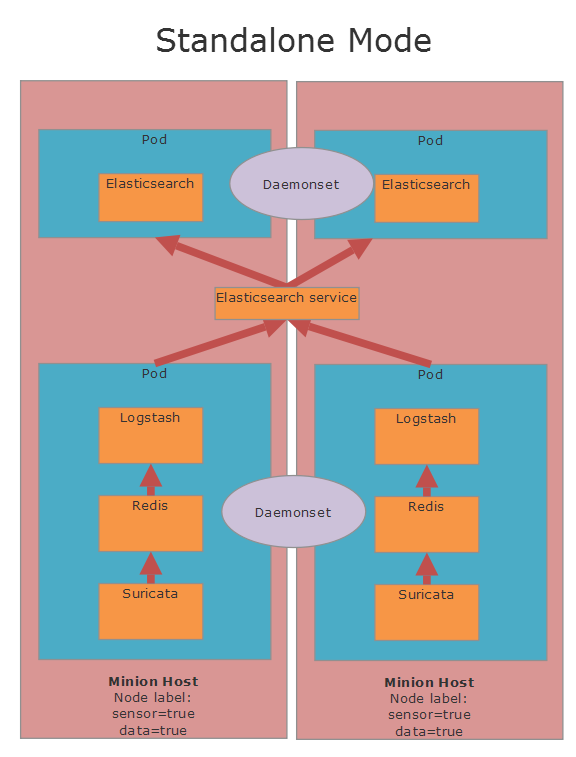 Standalone Mode
Pod
Elasticsearch
Pod
Elasticsearch
Daemonset
Elasticsearch service
Pod
Logstash
Redis
Suricata
Pod
Logstash
Redis
Suricata
Daemonset
Minion Host
Node label:
sensor=true
data=true
Minion Host
Node label:
sensor=true
data=true